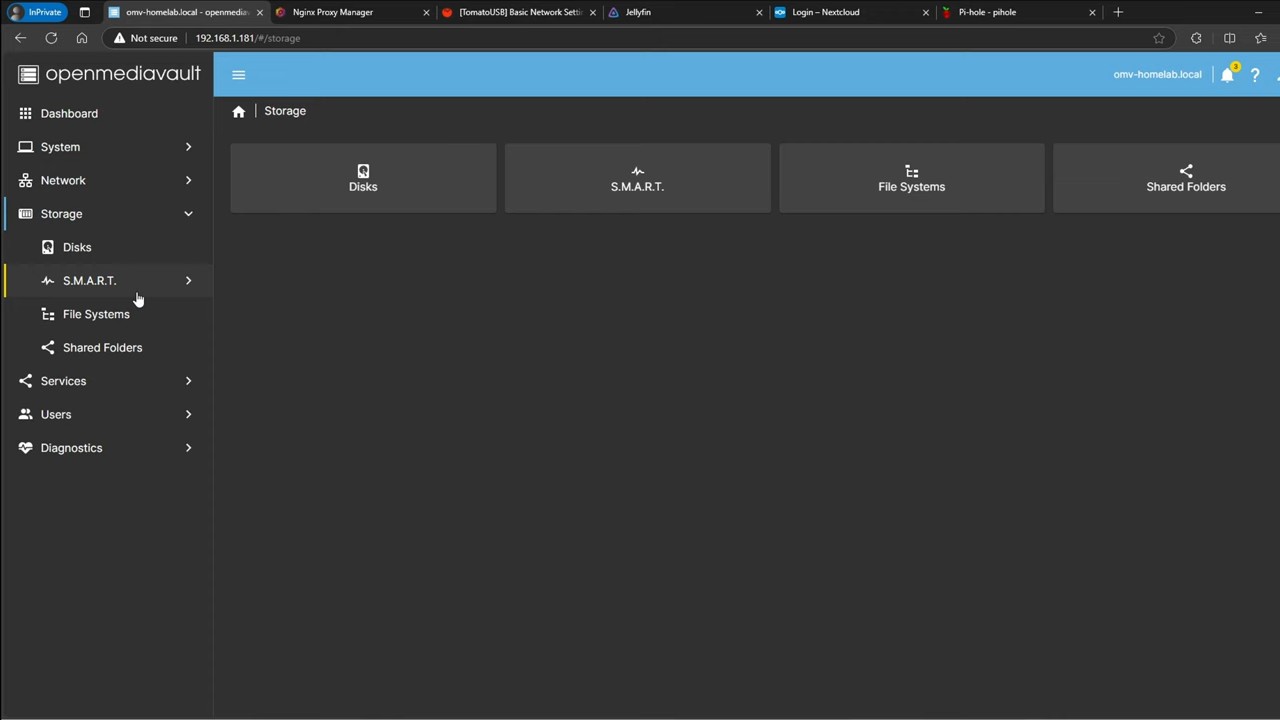 InPrivate
omv-homelab.local - openmediava
Nginx Proxy Manager
[TomatoUSB] Basic Network Setti
Jellyfin
Login – Nextcloud
Pi-hole - pihole
Not secure
192.168.1.181/#/storage
openmediavault
omv-homelab.local
3
?
Dashboard
System
Network
Storage
Disks
S.M.A.R.T.
File Systems
Shared Folders
Services
Users
Diagnostics
Storage
Disks
S.M.A.R.T.
File Systems
Shared Folders